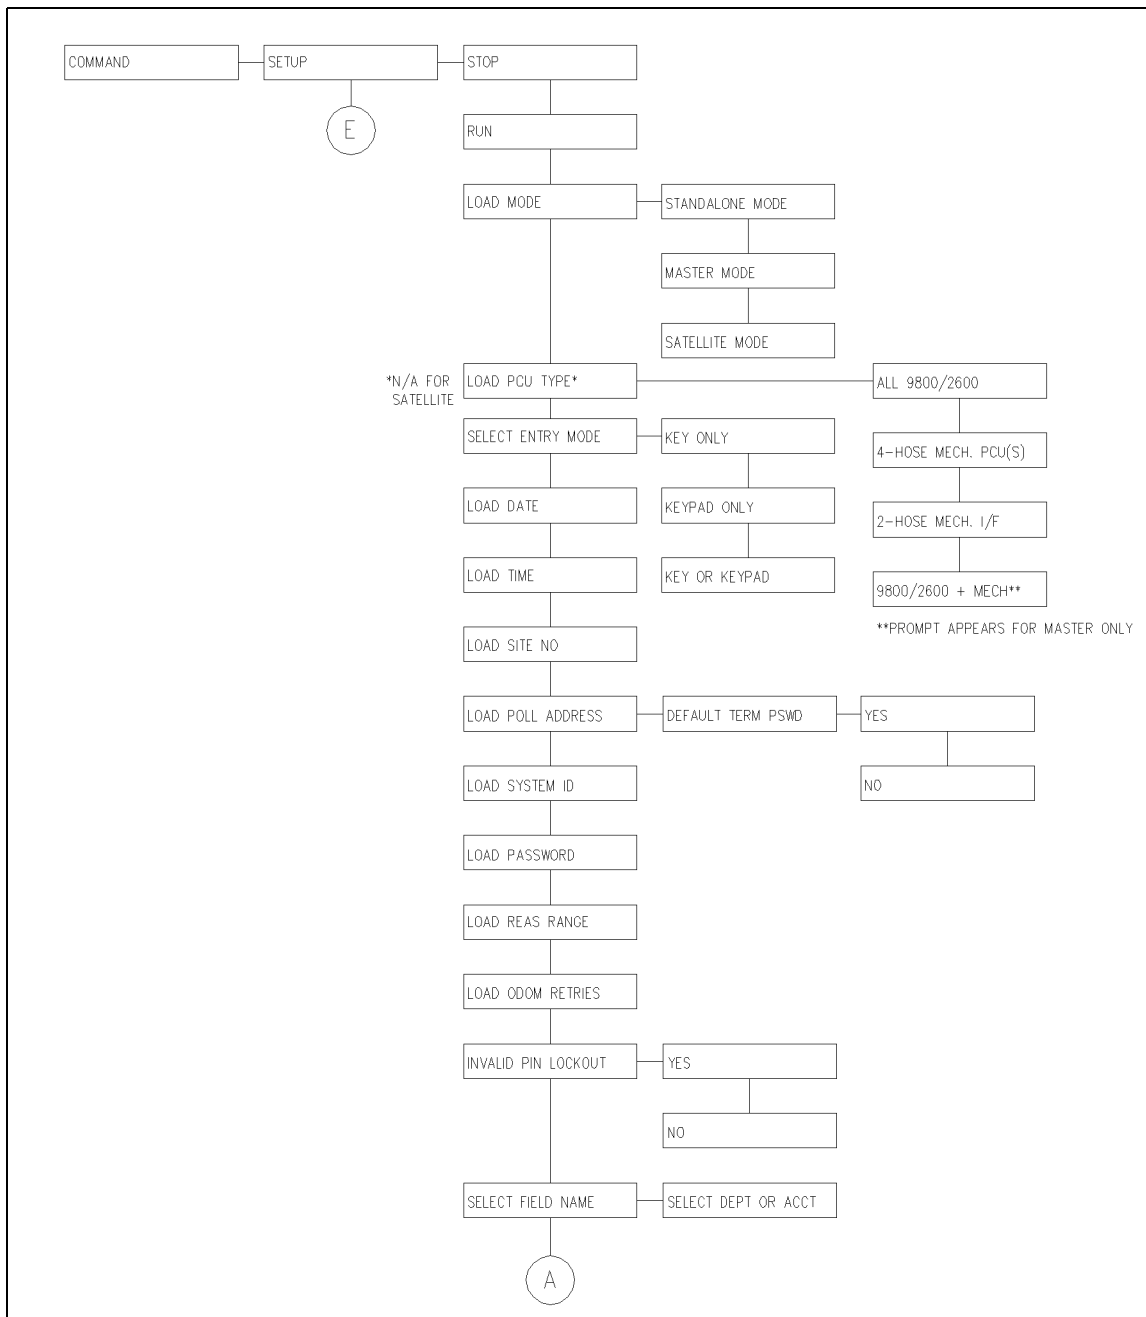 COMMAND
SETUP
STOP
E
RUN
LOAD MODE
STANDALONE MODE
MASTER MODE
SATELLITE MODE
*N/A FOR
SATELLITE
LOAD PCU TYPE*
ALL 9800/2600
SELECT ENTRY MODE
KEY ONLY
4-HOSE MECH. PCU(S)
LOAD DATE
KEYPAD ONLY
2-HOSE MECH. I/F
LOAD TIME
KEY OR KEYPAD
9800/2600 + MECH**
**PROMPT APPEARS FOR MASTER ONLY
LOAD SITE NO
LOAD POLL ADDRESS
DEFAULT TERM PSWD
YES
LOAD SYSTEM ID
NO
LOAD PASSWORD
LOAD REAS RANGE
LOAD ODOM RETRIES
INVALID PIN LOCKOUT
YES
NO
SELECT FIELD NAME
SELECT DEPT OR ACCT
A